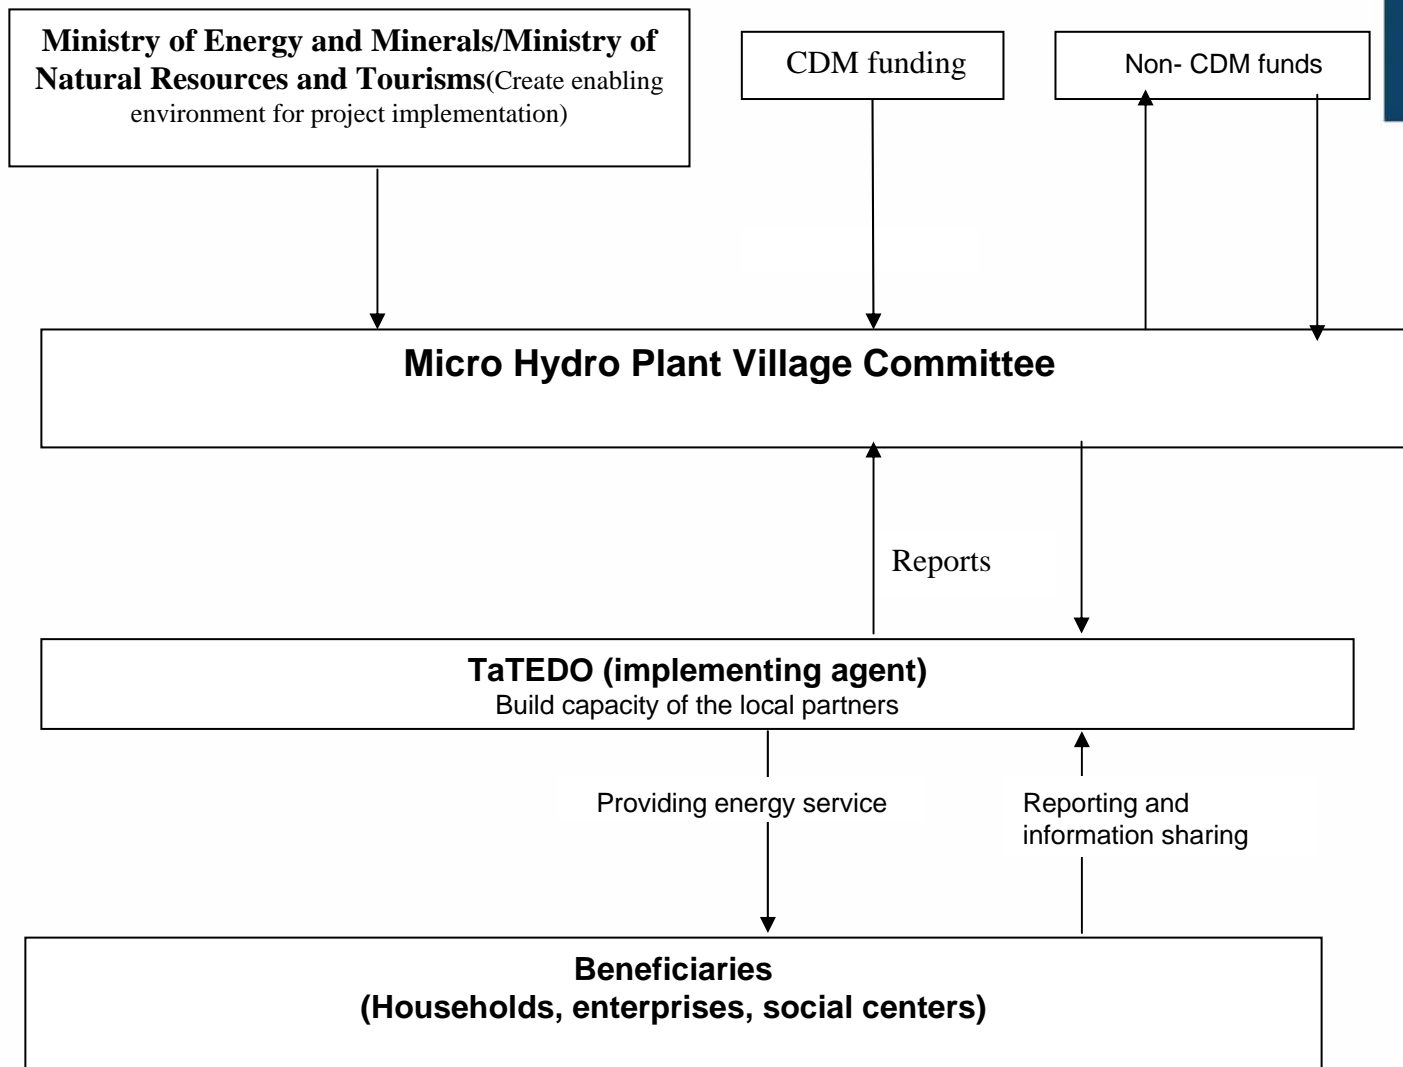 Ministry of Energy and Minerals/Ministry of
Natural Resources and Tourisms(Create enabling
environment for project implementation)
CDM funding
Non- CDM funds
Micro Hydro Plant Village Committee
Reports
TaTEDO (implementing agent)
Build capacity of the local partners
Providing energy service
Reporting and
information sharing
Beneficiaries
(Households, enterprises, social centers)